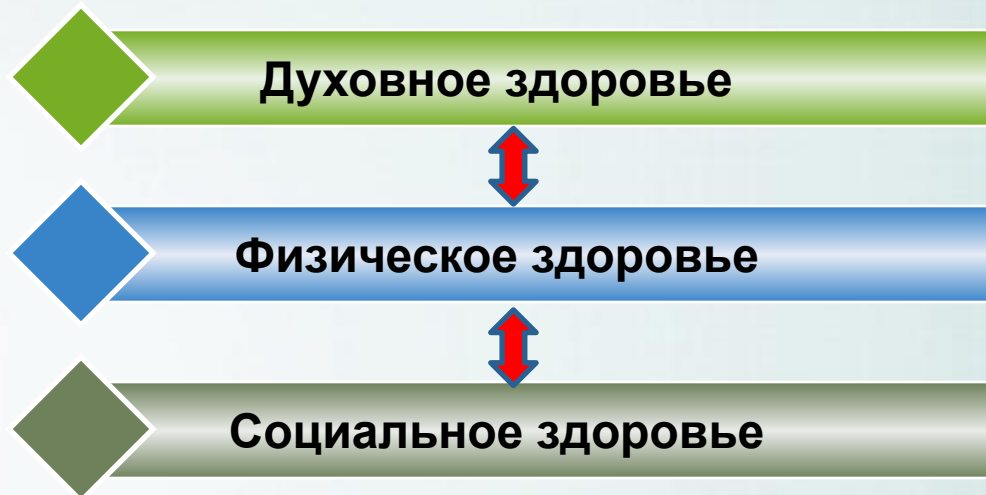 Духовное здоровье
Физическое здоровье
Социальное здоровье